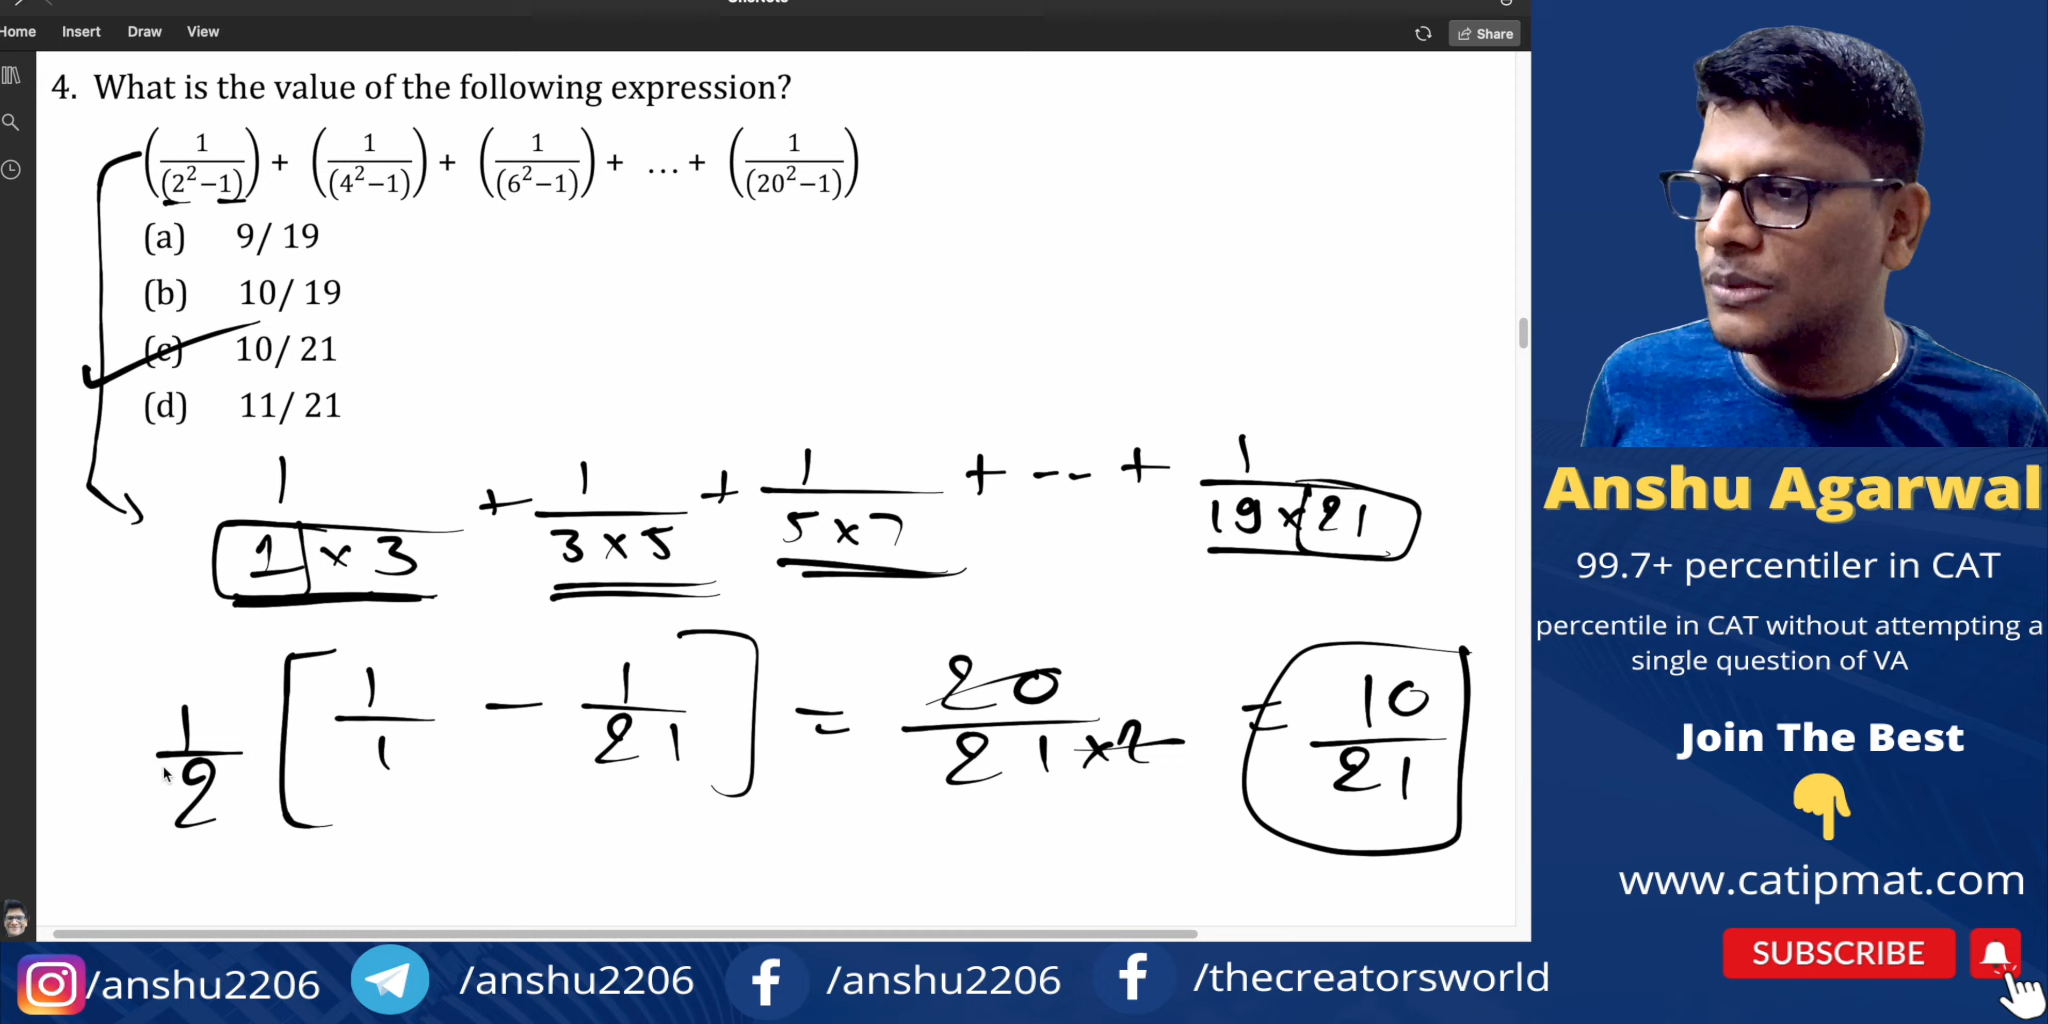 Home Insert Draw View
Share
4. What is the value of the following expression?
(1/(2²−1)) + (1/(4²−1)) + (1/(6²−1)) + … + (1/(20²−1))
(a) 9/ 19
(b) 10/ 19
(c) 10/ 21
(d) 11/ 21
1/(1 × 3) + 1/(3 × 5) + 1/(5 × 7) + -- + 1/(19 × 21)
1/2 [1/1 − 1/21] = 20/(21 × 2) = 10/21
Anshu Agarwal
99.7+ percentiler in CAT
percentile in CAT without attempting a
single question of VA
Join The Best
www.catipmat.com
SUBSCRIBE
/anshu2206 /anshu2206 /anshu2206 /thecreatorsworld